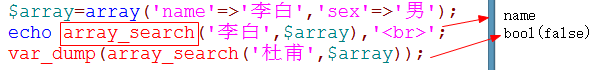 $array=array('name'=>'李白','sex'=>'男');
echo array_search('李白',$array),'<br>';
var_dump(array_search('杜甫',$array));
name
bool(false)